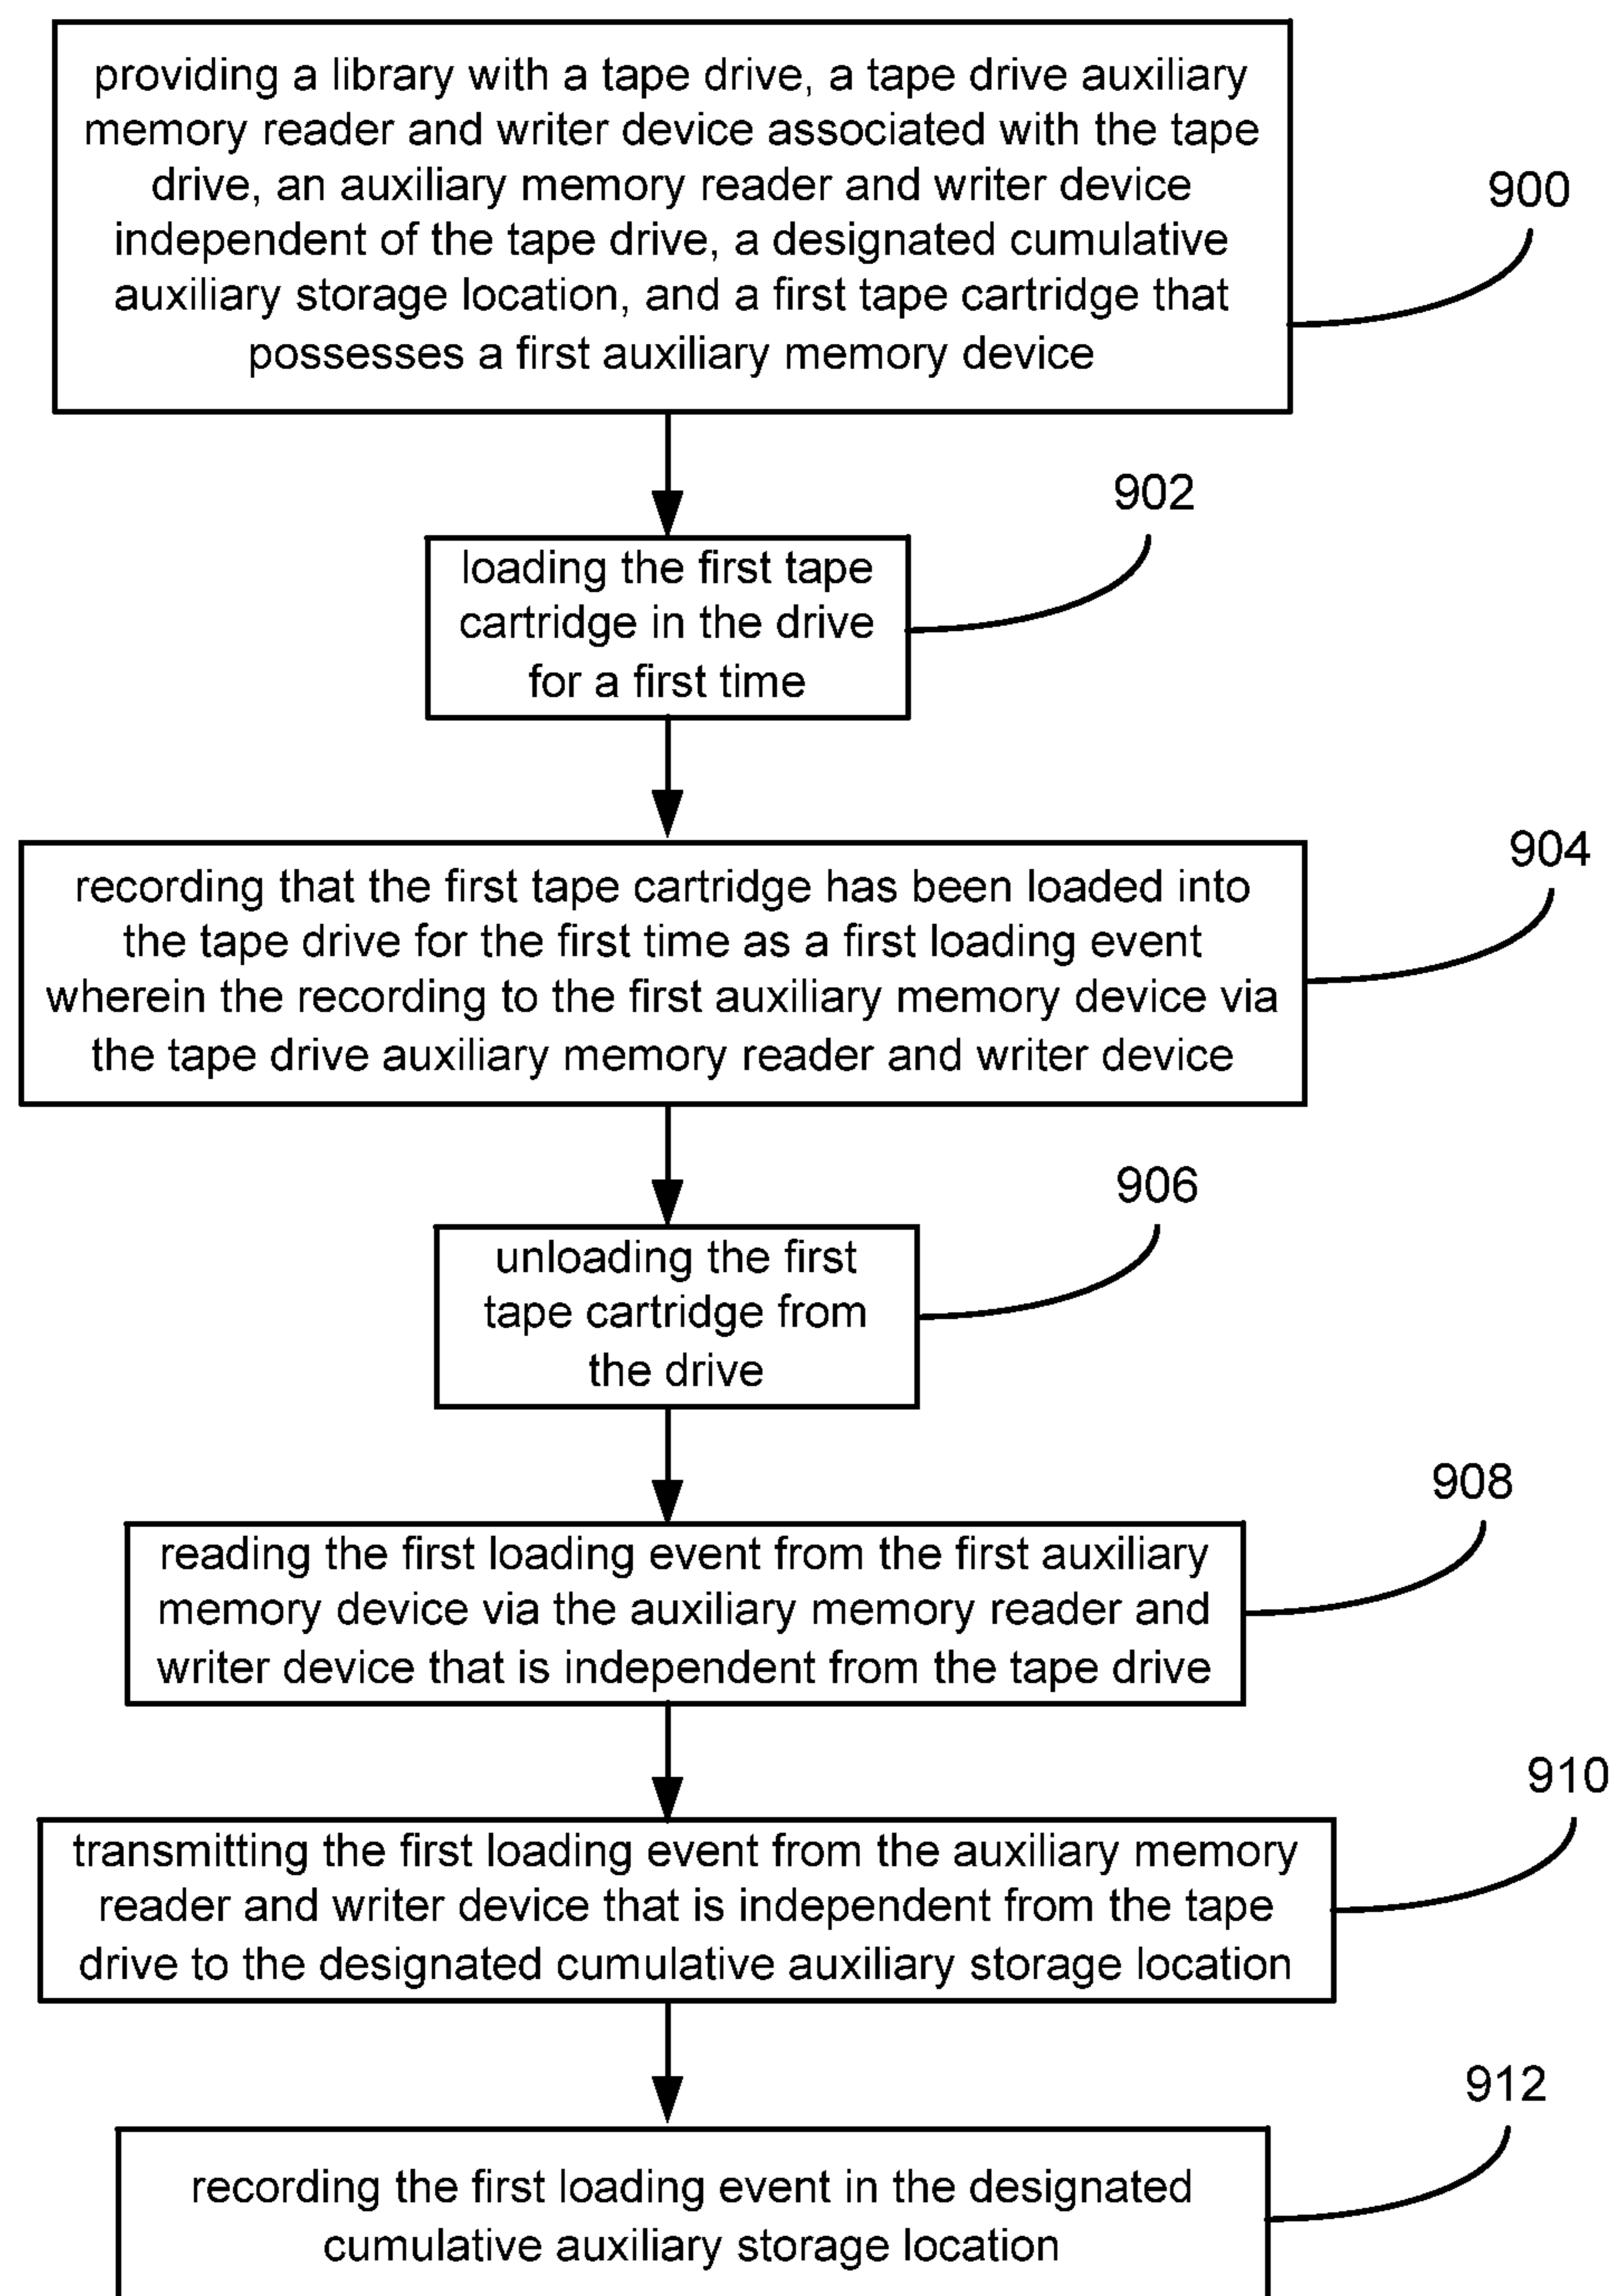 providing a library with a tape drive, a tape drive auxiliary
memory reader and writer device associated with the tape
drive, an auxiliary memory reader and writer device
independent of the tape drive, a designated cumulative
auxiliary storage location, and a first tape cartridge that
possesses a first auxiliary memory device
900
902
loading the first tape
cartridge in the drive
for a first time
904
recording that the first tape cartridge has been loaded into
the tape drive for the first time as a first loading event
wherein the recording to the first auxiliary memory device via
the tape drive auxiliary memory reader and writer device
906
unloading the first
tape cartridge from
the drive
908
reading the first loading event from the first auxiliary
memory device via the auxiliary memory reader and
writer device that is independent from the tape drive
910
transmitting the first loading event from the auxiliary memory
reader and writer device that is independent from the tape
drive to the designated cumulative auxiliary storage location
912
recording the first loading event in the designated
cumulative auxiliary storage location